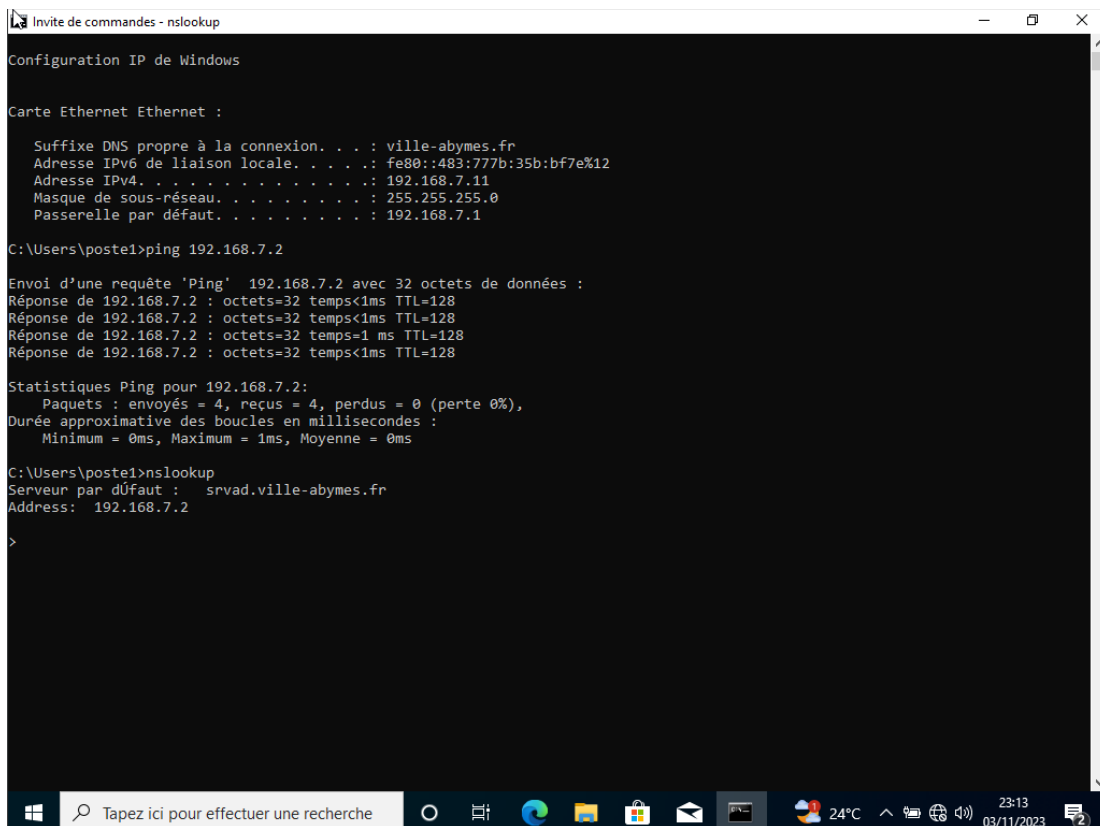 Invite de commandes - nslookup
Configuration IP de Windows
Carte Ethernet Ethernet :
Suffixe DNS propre à la connexion. . . : ville-abymes.fr
Adresse IPv6 de liaison locale. . . . .: fe80::483:777b:35b:bf7e%12
Adresse IPv4. . . . . . . . . . . . . .: 192.168.7.11
Masque de sous-réseau. . . . . . . . . : 255.255.255.0
Passerelle par défaut. . . . . . . . . : 192.168.7.1
C:\Users\poste1>ping 192.168.7.2
Envoi d’une requête 'Ping'  192.168.7.2 avec 32 octets de données :
Réponse de 192.168.7.2 : octets=32 temps<1ms TTL=128
Réponse de 192.168.7.2 : octets=32 temps<1ms TTL=128
Réponse de 192.168.7.2 : octets=32 temps=1 ms TTL=128
Réponse de 192.168.7.2 : octets=32 temps<1ms TTL=128
Statistiques Ping pour 192.168.7.2:
Paquets : envoyés = 4, reçus = 4, perdus = 0 (perte 0%),
Durée approximative des boucles en millisecondes :
Minimum = 0ms, Maximum = 1ms, Moyenne = 0ms
C:\Users\poste1>nslookup
Serveur par dÚfaut :   srvad.ville-abymes.fr
Address:  192.168.7.2
>
Tapez ici pour effectuer une recherche
1
24°C
23:13
03/11/2023
2